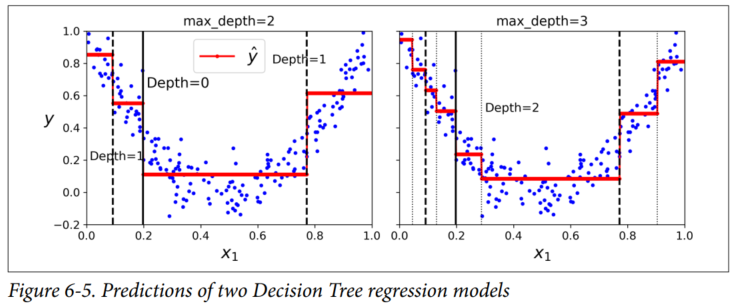 max_depth=2
1.0
0.8
0.6
0.4
0.2
0.0
−0.2
y
ŷ
Depth=1
Depth=0
Depth=1
0.0 0.2 0.4 0.6 0.8 1.0
x1
max_depth=3
Depth=2
0.0 0.2 0.4 0.6 0.8 1.0
x1
Figure 6-5. Predictions of two Decision Tree regression models